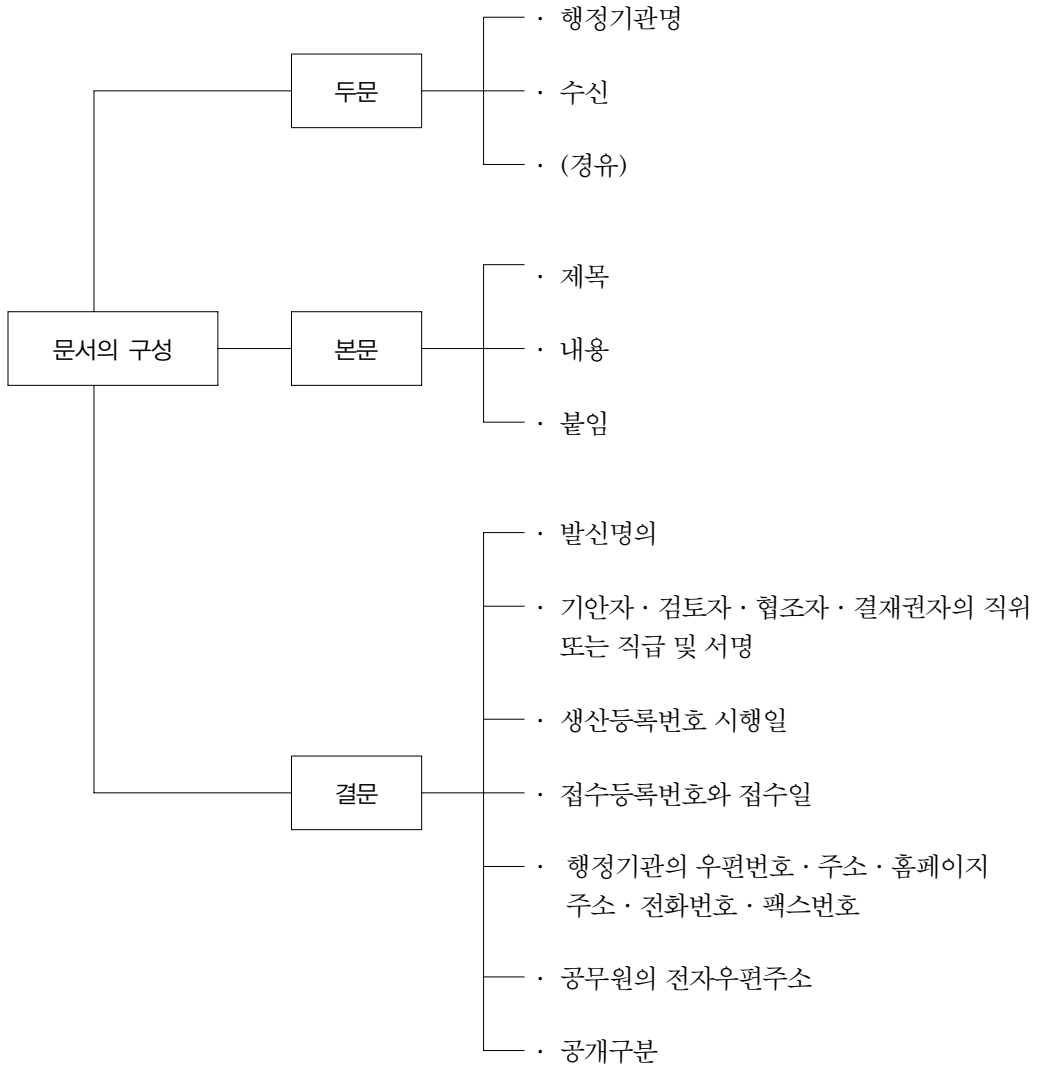 문서의 구성
두문
· 행정기관명
· 수신
· (경유)
본문
· 제목
· 내용
· 붙임
결문
· 발신명의
· 기안자 · 검토자 · 협조자 · 결재권자의 직위
또는 직급 및 서명
· 생산등록번호 시행일
· 접수등록번호와 접수일
· 행정기관의 우편번호 · 주소 · 홈페이지
주소 · 전화번호 · 팩스번호
· 공무원의 전자우편주소
· 공개구분